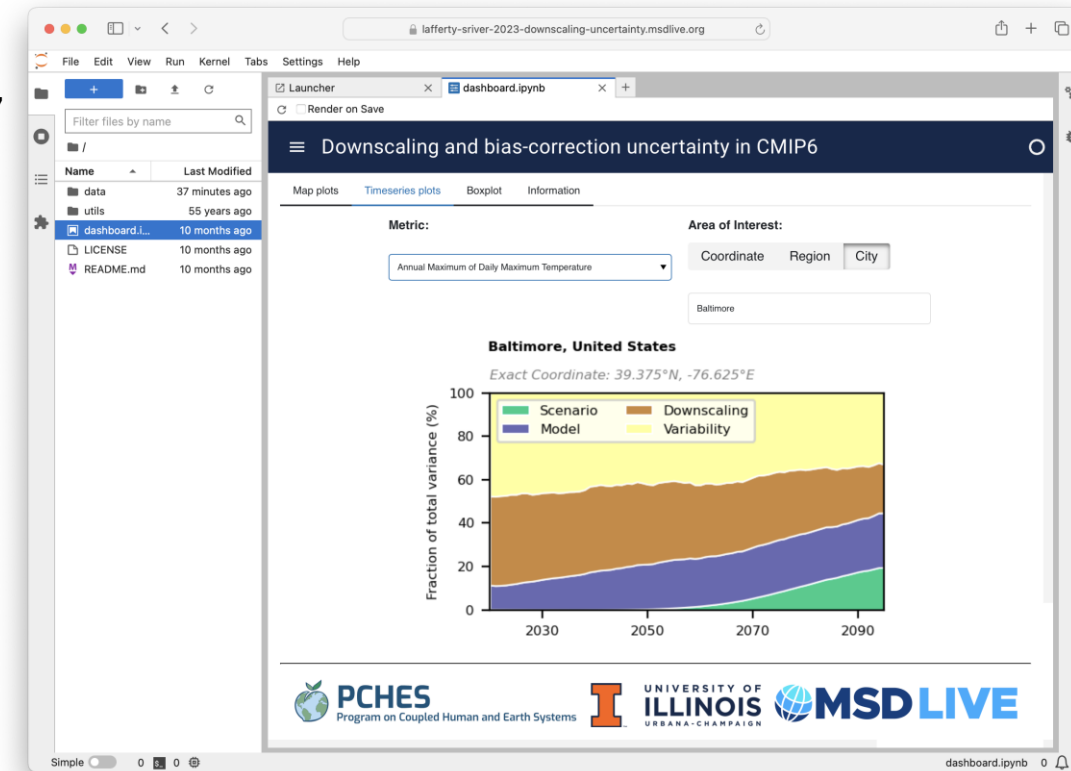 lafferty-sriver-2023-downscaling-uncertainty.msdlive.org
File Edit View Run Kernel Tabs Settings Help
Launcher
dashboard.ipynb
Render on Save
Filter files by name
/
Name Last Modified
data 37 minutes ago
utils 55 years ago
dashboard.i... 10 months ago
LICENSE 10 months ago
README.md 10 months ago
Downscaling and bias-correction uncertainty in CMIP6
Map plots Timeseries plots Boxplot Information
Metric:
Annual Maximum of Daily Maximum Temperature
Area of Interest:
Coordinate Region City
Baltimore
Baltimore, United States
Exact Coordinate: 39.375°N, -76.625°E
Fraction of total variance (%)
100
80
60
40
20
0
Scenario Downscaling
Model Variability
2030 2050 2070 2090
PCHES
Program on Coupled Human and Earth Systems
UNIVERSITY OF
ILLINOIS
URBANA-CHAMPAIGN
MSD LIVE
Simple 0 0
dashboard.ipynb 0